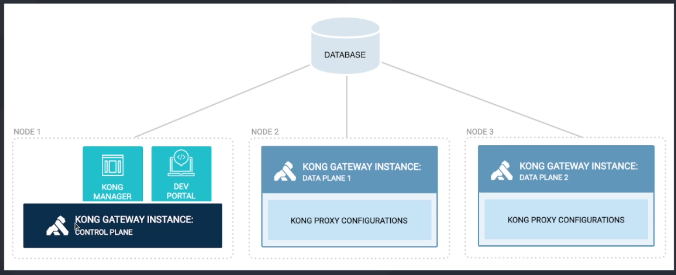 DATABASE
NODE 1
NODE 2
NODE 3
KONG
MANAGER
DEV
PORTAL
KONG GATEWAY INSTANCE:
CONTROL PLANE
KONG GATEWAY INSTANCE:
DATA PLANE 1
KONG PROXY CONFIGURATIONS
KONG GATEWAY INSTANCE:
DATA PLANE 2
KONG PROXY CONFIGURATIONS